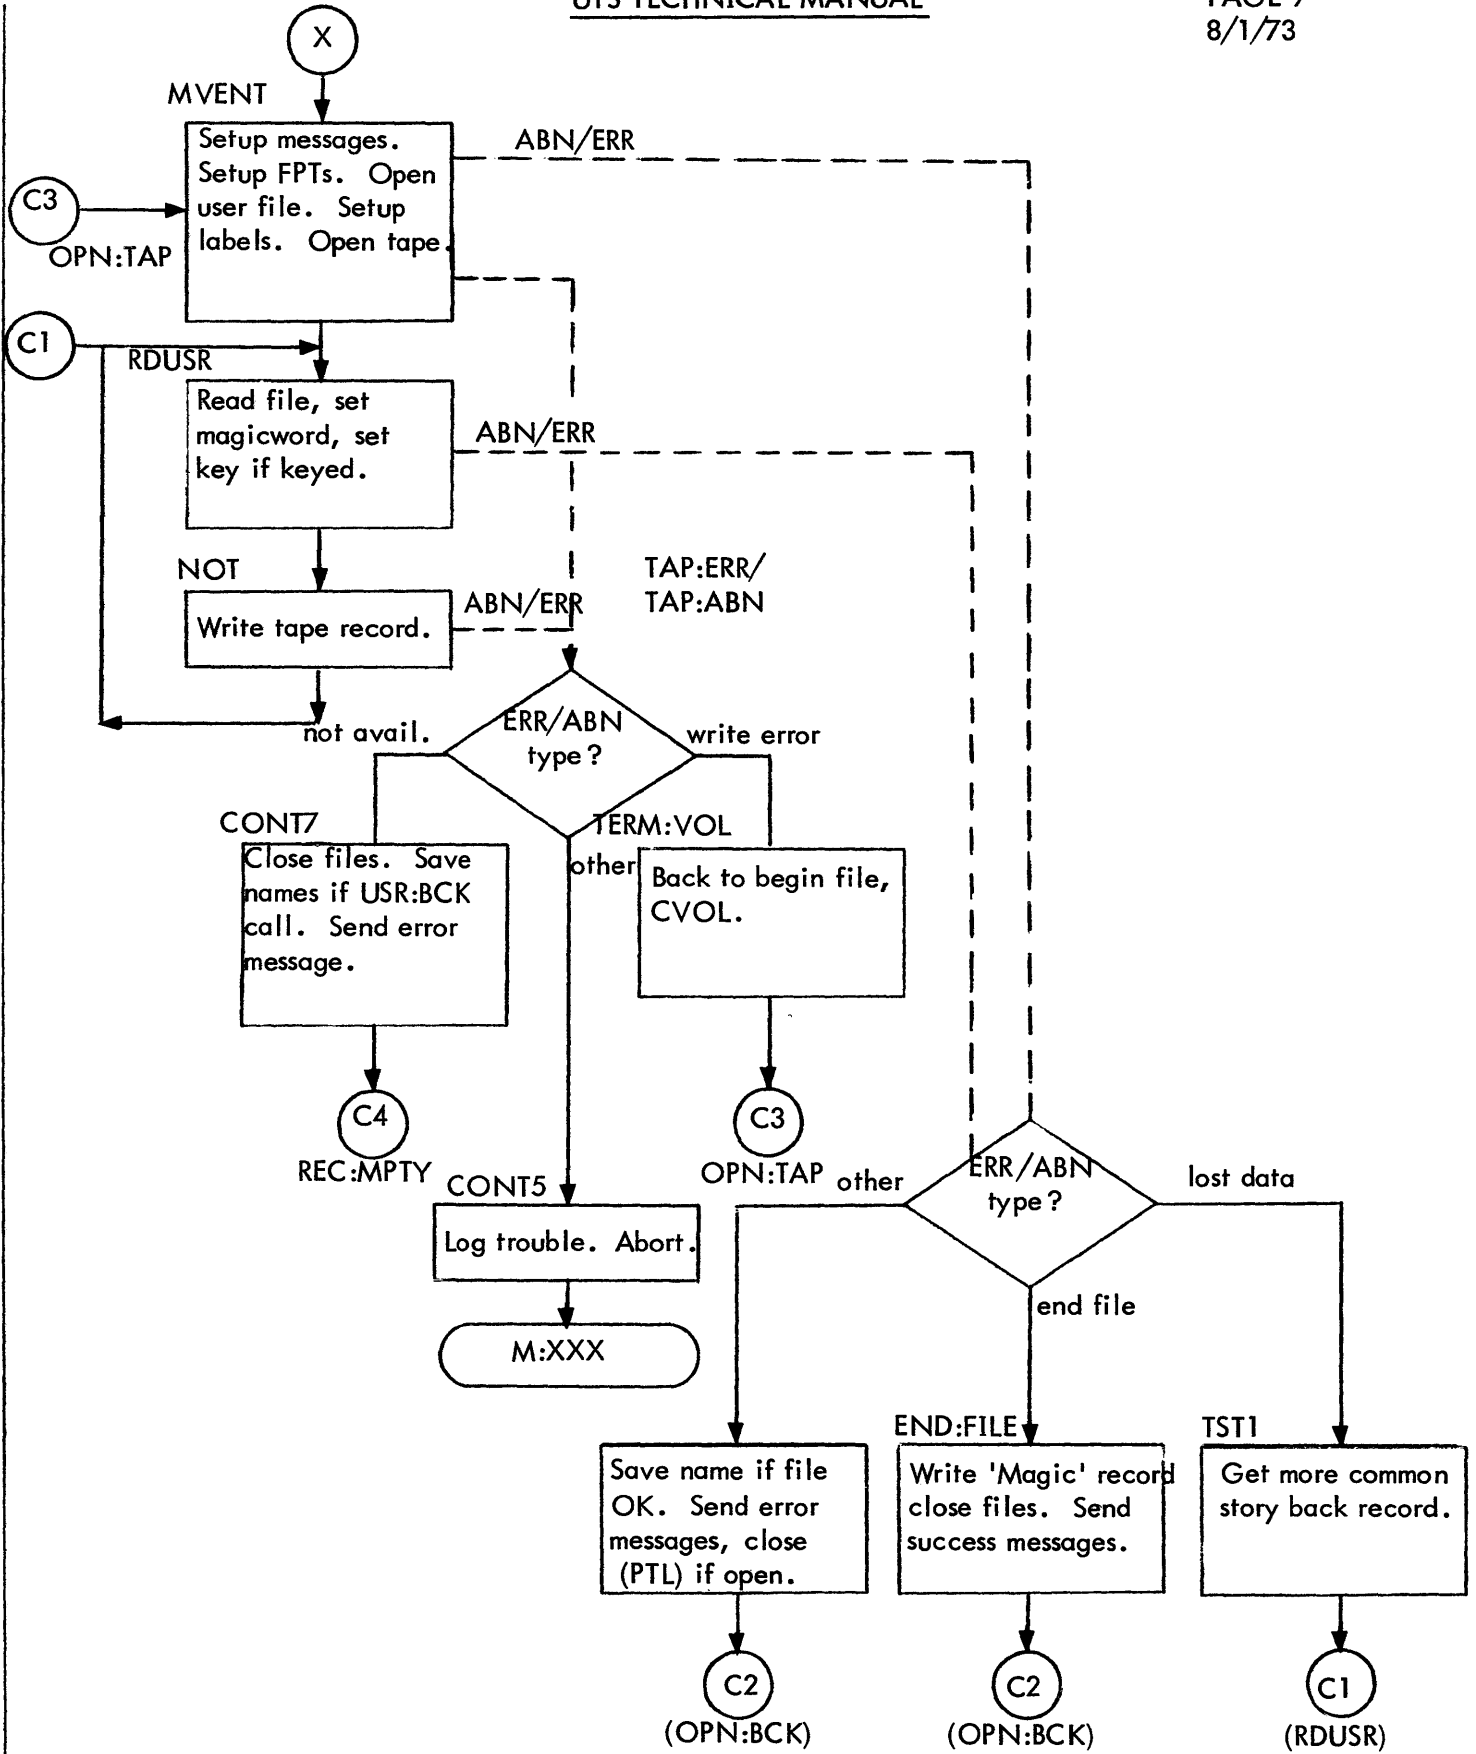 UTS TECHNICAL MANUAL
8/1/73
X
MVENT
Setup messages.
Setup FPTs. Open
user file. Setup
labels. Open tape.
ABN/ERR
C3
OPN:TAP
C1
RDUSR
Read file, set
magicword, set
key if keyed.
ABN/ERR
NOT
Write tape record.
ABN/ERR
TAP:ERR/
TAP:ABN
ERR/ABN
type?
not avail.
write error
other
CONT7
Close files. Save
names if USR:BCK
call. Send error
message.
C4
REC:MPTY
TERM:VOL
Back to begin file,
CVOL.
C3
OPN:TAP
CONT5
Log trouble. Abort.
M:XXX
ERR/ABN
type?
other
lost data
end file
Save name if file
OK. Send error
messages, close
(PTL) if open.
C2
(OPN:BCK)
END:FILE
Write 'Magic' record
close files. Send
success messages.
C2
(OPN:BCK)
TST1
Get more common
story back record.
C1
(RDUSR)